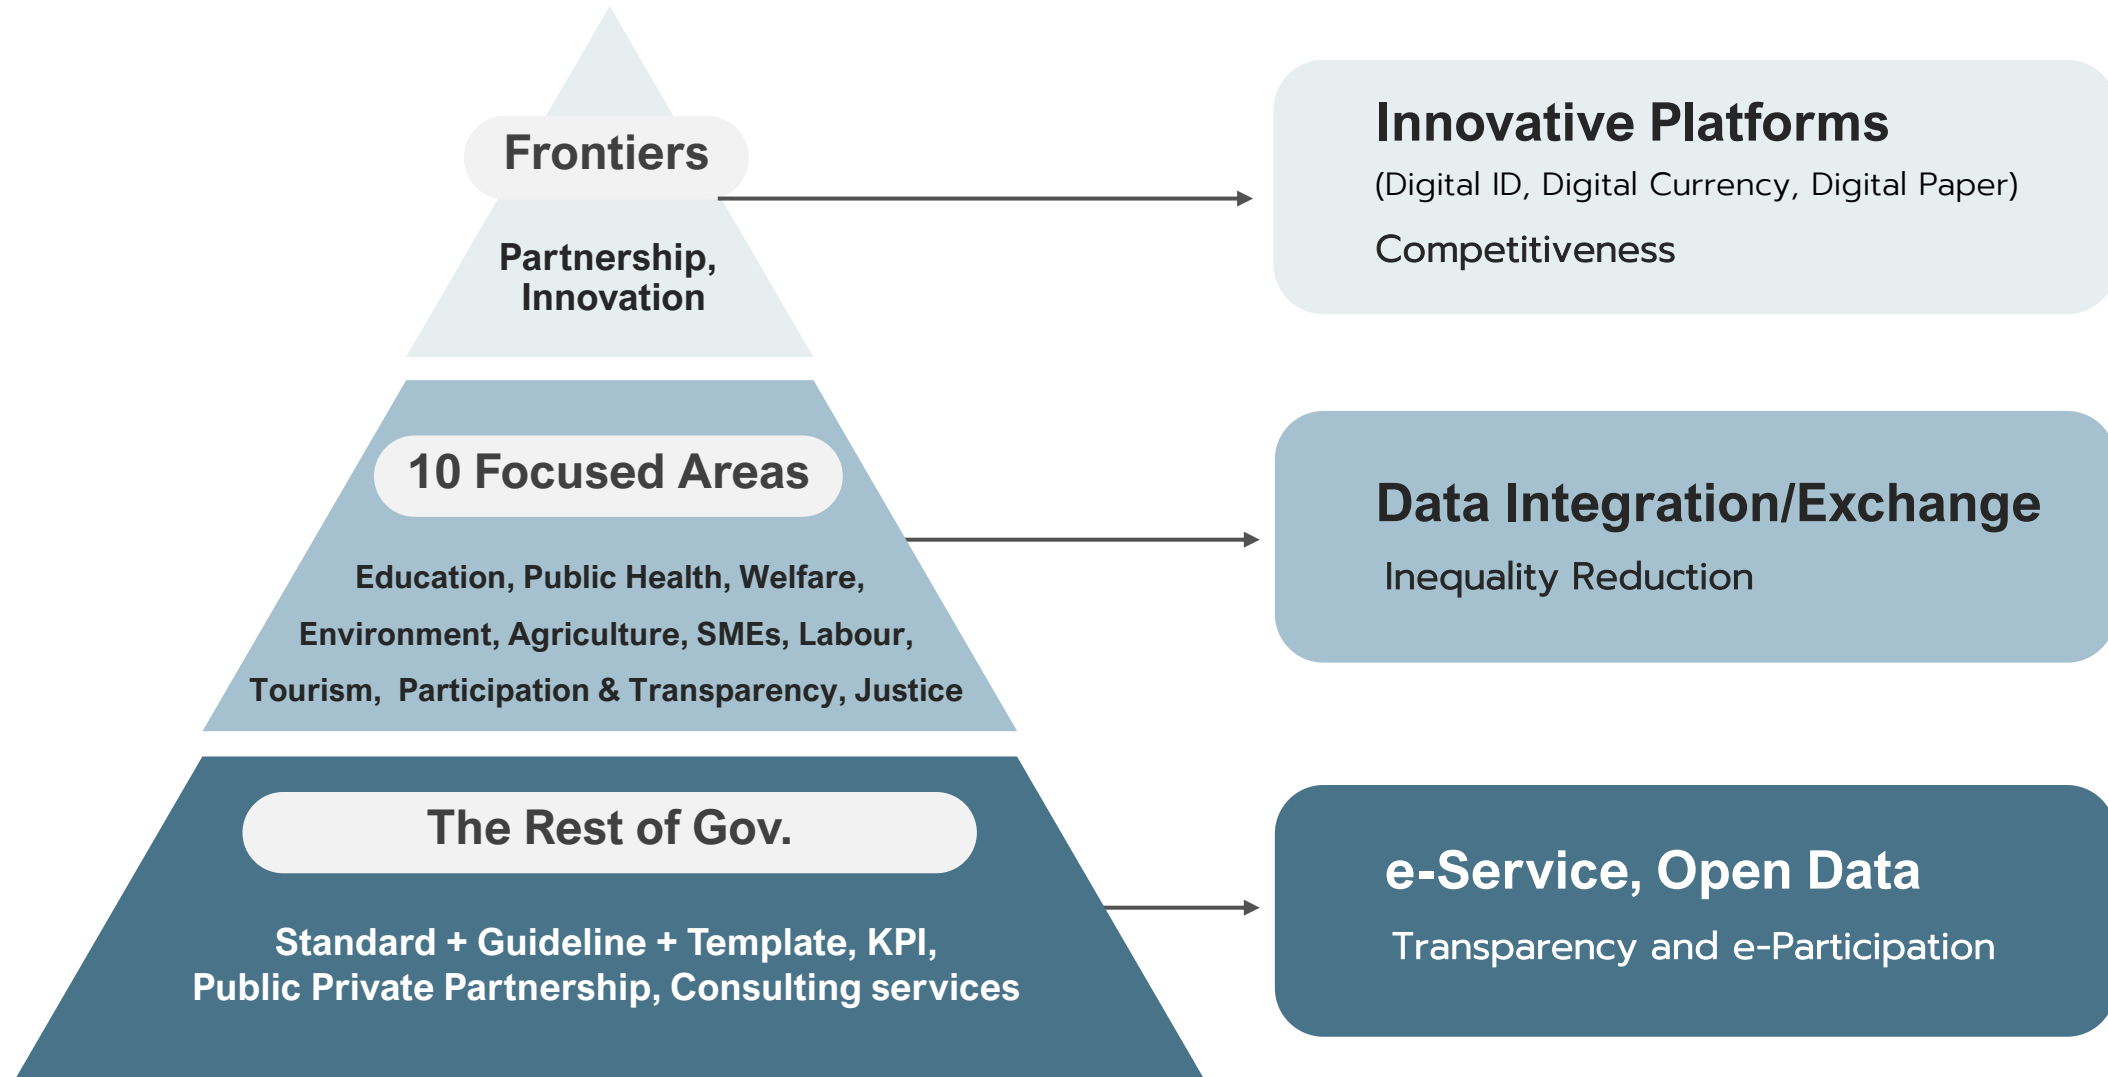 Frontiers
Partnership,
Innovation
Innovative Platforms
(Digital ID, Digital Currency, Digital Paper)
Competitiveness
10 Focused Areas
Education, Public Health, Welfare,
Environment, Agriculture, SMEs, Labour,
Tourism, Participation & Transparency, Justice
Data Integration/Exchange
Inequality Reduction
The Rest of Gov.
Standard + Guideline + Template, KPI,
Public Private Partnership, Consulting services
e-Service, Open Data
Transparency and e-Participation